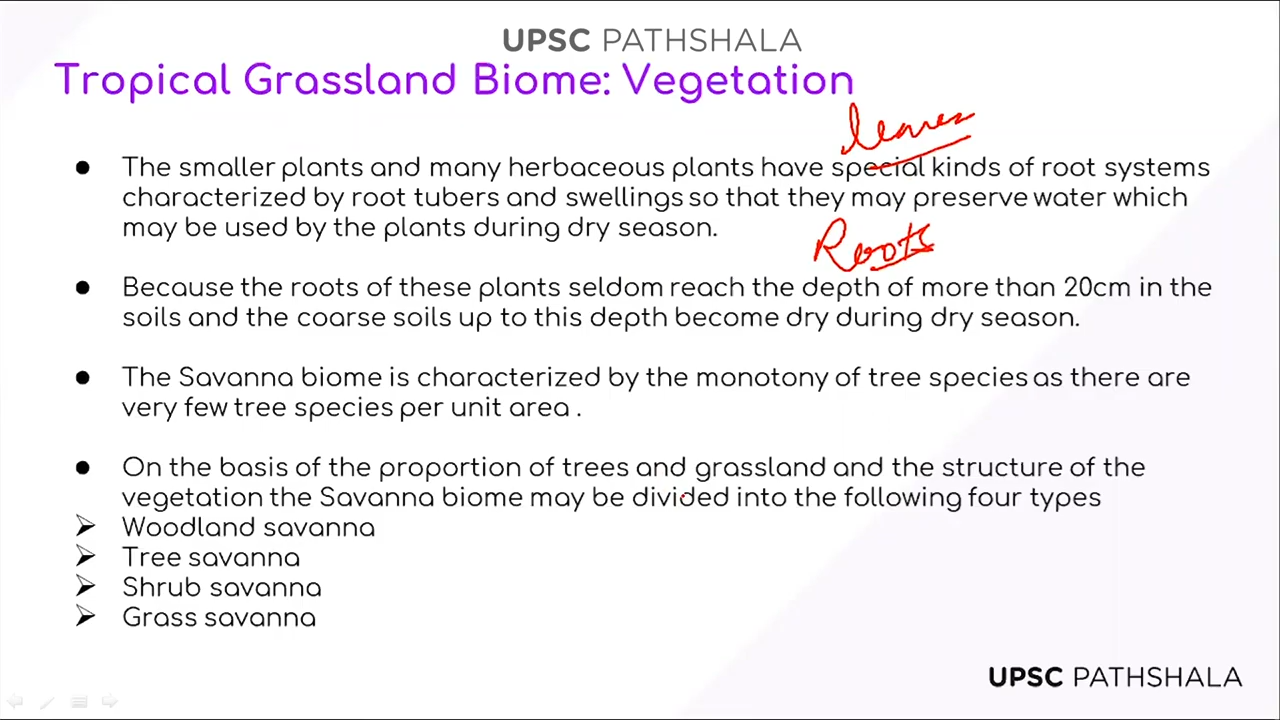 UPSC PATHSHALA
Tropical Grassland Biome: Vegetation
leaves
● The smaller plants and many herbaceous plants have special kinds of root systems
characterized by root tubers and swellings so that they may preserve water which
may be used by the plants during dry season.
Roots
● Because the roots of these plants seldom reach the depth of more than 20cm in the
soils and the coarse soils up to this depth become dry during dry season.
● The Savanna biome is characterized by the monotony of tree species as there are
very few tree species per unit area .
● On the basis of the proportion of trees and grassland and the structure of the
vegetation the Savanna biome may be divided into the following four types
➢ Woodland savanna
➢ Tree savanna
➢ Shrub savanna
➢ Grass savanna
UPSC PATHSHALA